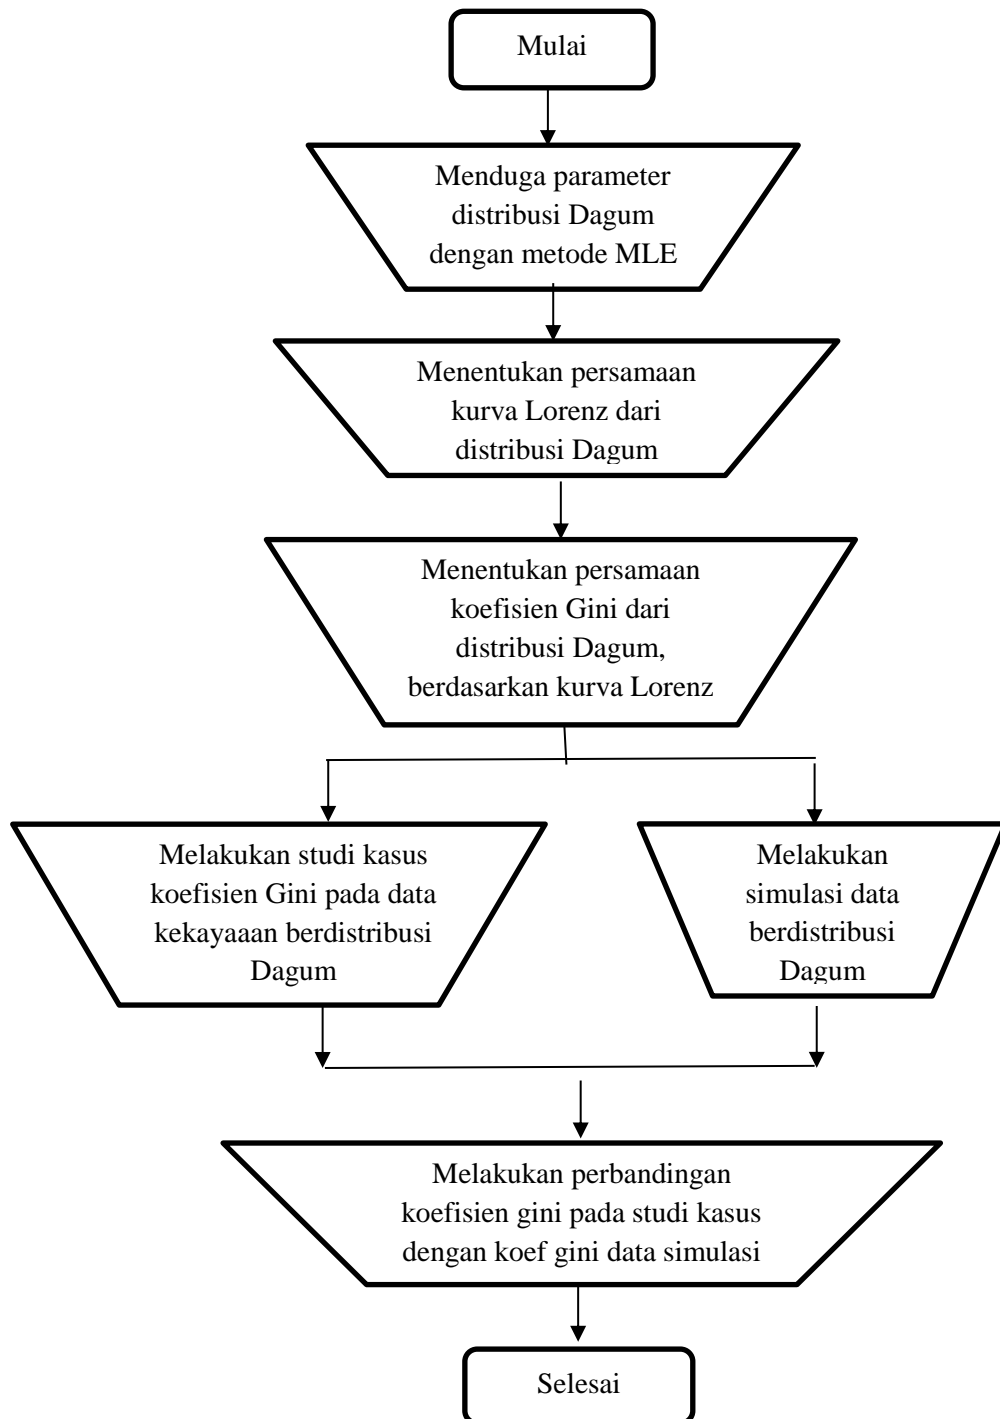 Mulai
Menduga parameter
distribusi Dagum
dengan metode MLE
Menentukan persamaan
kurva Lorenz dari
distribusi Dagum
Menentukan persamaan
koefisien Gini dari
distribusi Dagum,
berdasarkan kurva Lorenz
Melakukan studi kasus
koefisien Gini pada data
kekayaaan berdistribusi
Dagum
Melakukan
simulasi data
berdistribusi
Dagum
Melakukan perbandingan
koefisien gini pada studi kasus
dengan koef gini data simulasi
Selesai